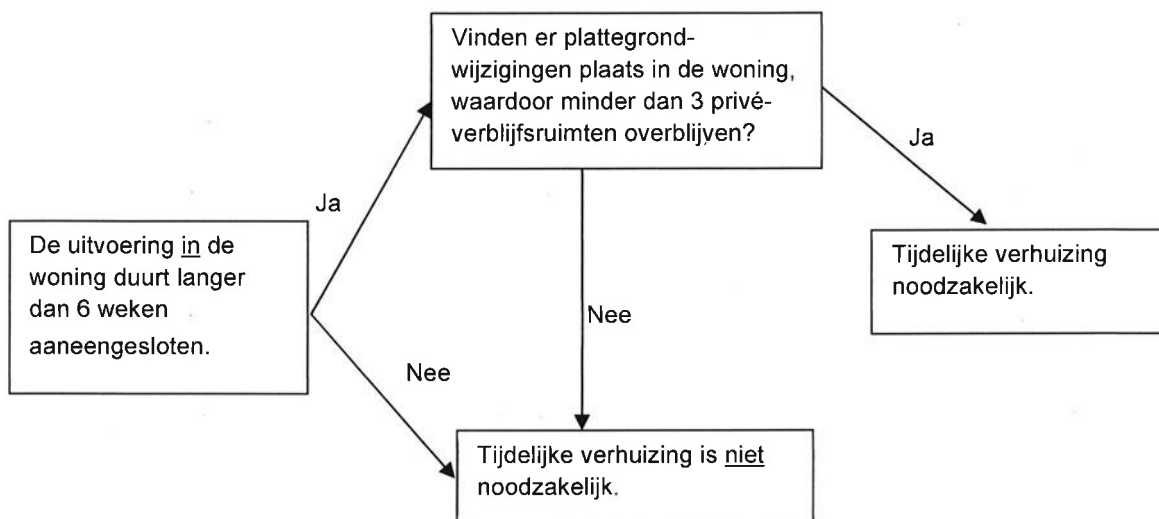 Vinden er plattegrond-
wijzigingen plaats in de woning,
waardoor minder dan 3 privé-
verblijfsruimten overblijven?
Ja
Ja
De uitvoering in de
woning duurt langer
dan 6 weken
aaneengesloten.
Tijdelijke verhuizing
noodzakelijk.
Nee
Nee
Tijdelijke verhuizing is niet
noodzakelijk.